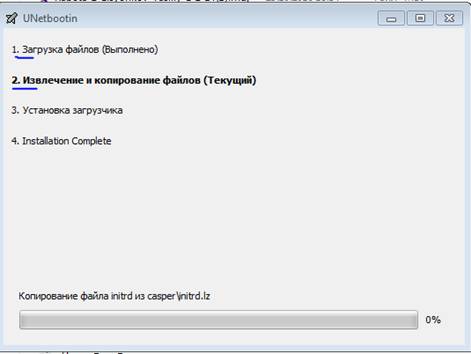 UNetbootin
1. Загрузка файлов (Выполнено)
2. Извлечение и копирование файлов (Текущий)
3. Установка загрузчика
4. Installation Complete
Копирование файла initrd из casper\initrd.lz
0%